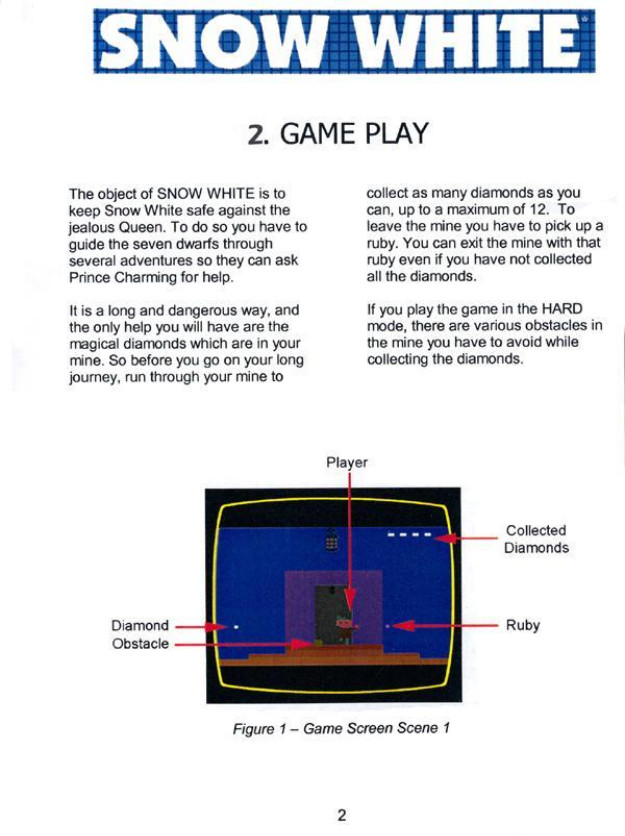 SNOW WHITE
2. GAME PLAY
The object of SNOW WHITE is to
keep Snow White safe against the
jealous Queen. To do so you have to
guide the seven dwarfs through
several adventures so they can ask
Prince Charming for help.
It is a long and dangerous way, and
the only help you will have are the
magical diamonds which are in your
mine. So before you go on your long
journey, run through your mine to
collect as many diamonds as you
can, up to a maximum of 12. To
leave the mine you have to pick up a
ruby. You can exit the mine with that
ruby even if you have not collected
all the diamonds.
If you play the game in the HARD
mode, there are various obstacles in
the mine you have to avoid while
collecting the diamonds.
Player
Collected
Diamonds
Diamond
Ruby
Obstacle
Figure 1 – Game Screen Scene 1
2